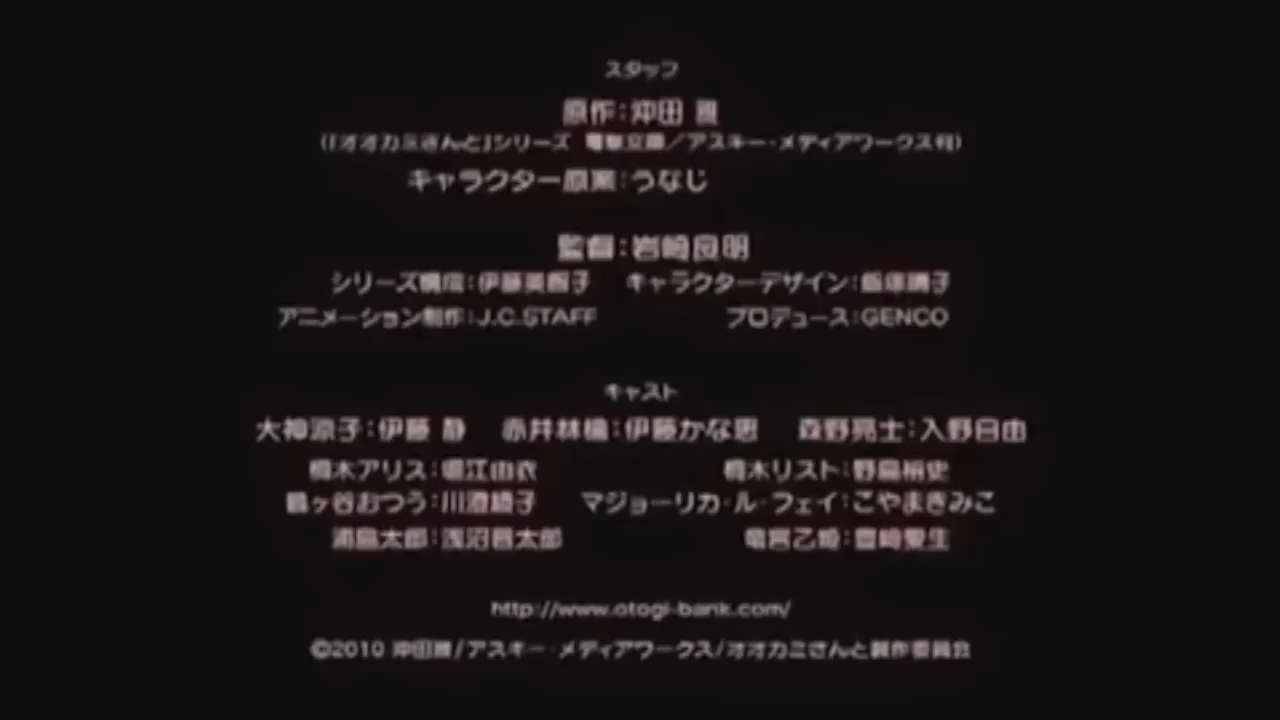 スタッフ
原作：沖田 雅
(「オオカミさんと」シリーズ 電撃文庫／アスキー・メディアワークス刊)
キャラクター原案：うなじ
監督：岩崎良明
シリーズ構成：伊藤美智子 キャラクターデザイン：飯塚晴子
アニメーション制作：J.C.STAFF プロデュース：GENCO
キャスト
大神涼子：伊藤 静 赤井林檎：伊藤かな恵 森野亮士：入野自由
桐木アリス：堀江由衣 桐木リスト：野島裕史
鶴ヶ谷おつう：川澄綾子 マジョーリカ・ル・フェイ：こやまきみこ
浦島太郎：浅沼晋太郎 竜宮乙姫：豊崎愛生
http://www.otogi-bank.com/
©2010 沖田雅/アスキー・メディアワークス/オオカミさんと製作委員会